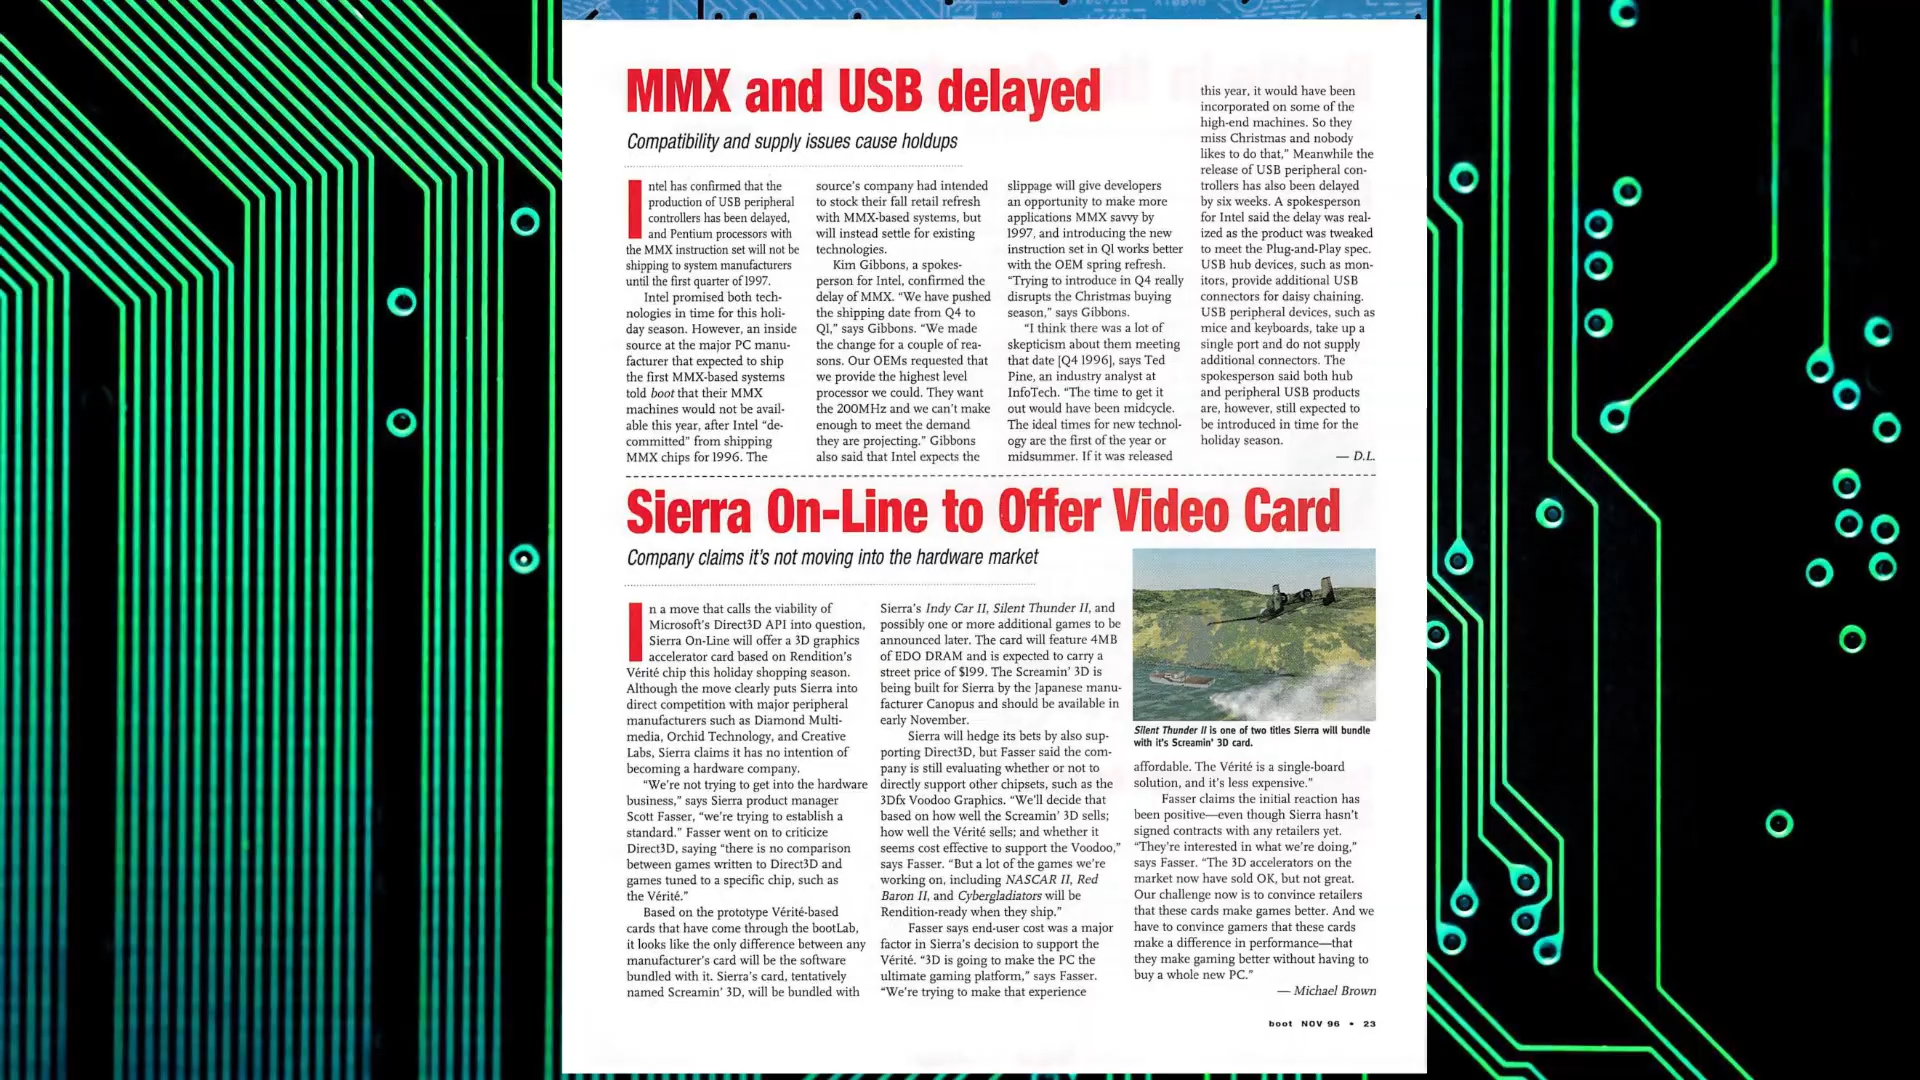 MMX and USB delayed
Compatibility and supply issues cause holdups
Intel has confirmed that the
production of USB peripheral
controllers has been delayed,
and Pentium processors with
the MMX instruction set will not be
shipping to system manufacturers
until the first quarter of 1997.
Intel promised both tech-
nologies in time for this holi-
day season. However, an inside
source at the major PC manu-
facturer that expected to ship
the first MMX-based systems
told boot that their MMX
machines would not be avail-
able this year, after Intel “de-
committed” from shipping
MMX chips for 1996. The
source's company had intended
to stock their fall retail refresh
with MMX-based systems, but
will instead settle for existing
technologies.
Kim Gibbons, a spokes-
person for Intel, confirmed the
delay of MMX. “We have pushed
the shipping date from Q4 to
Q1,” says Gibbons. “We made
the change for a couple of rea-
sons. Our OEMs requested that
we provide the highest level
processor we could. They want
the 200MHz and we can't make
enough to meet the demand
they are projecting.” Gibbons
also said that Intel expects the
slippage will give developers
an opportunity to make more
applications MMX savvy by
1997, and introducing the new
instruction set in Q1 works better
with the OEM spring refresh.
“Trying to introduce in Q4 really
disrupts the Christmas buying
season,” says Gibbons.
“I think there was a lot of
skepticism about them meeting
that date [Q4 1996], says Ted
Pine, an industry analyst at
InfoTech. “The time to get it
out would have been midcycle.
The ideal times for new technol-
ogy are the first of the year or
midsummer. If it was released
this year, it would have been
incorporated on some of the
high-end machines. So they
miss Christmas and nobody
likes to do that,” Meanwhile the
release of USB peripheral con-
trollers has also been delayed
by six weeks. A spokesperson
for Intel said the delay was real-
ized as the product was tweaked
to meet the Plug-and-Play spec.
USB hub devices, such as mon-
itors, provide additional USB
connectors for daisy chaining.
USB peripheral devices, such as
mice and keyboards, take up a
single port and do not supply
additional connectors. The
spokesperson said both hub
and peripheral USB products
are, however, still expected to
be introduced in time for the
holiday season.
— D.L.
Sierra On-Line to Offer Video Card
Company claims it's not moving into the hardware market
In a move that calls the viability of
Microsoft's Direct3D API into question,
Sierra On-Line will offer a 3D graphics
accelerator card based on Rendition's
Vérité chip this holiday shopping season.
Although the move clearly puts Sierra into
direct competition with major peripheral
manufacturers such as Diamond Multi-
media, Orchid Technology, and Creative
Labs, Sierra claims it has no intention of
becoming a hardware company.
“We're not trying to get into the hardware
business,” says Sierra product manager
Scott Fasser, “we're trying to establish a
standard.” Fasser went on to criticize
Direct3D, saying “there is no comparison
between games written to Direct3D and
games tuned to a specific chip, such as
the Vérité.”
Based on the prototype Vérité-based
cards that have come through the bootLab,
it looks like the only difference between any
manufacturer's card will be the software
bundled with it. Sierra's card, tentatively
named Screamin' 3D, will be bundled with
Sierra's Indy Car II, Silent Thunder II, and
possibly one or more additional games to be
announced later. The card will feature 4MB
of EDO DRAM and is expected to carry a
street price of $199. The Screamin' 3D is
being built for Sierra by the Japanese manu-
facturer Canopus and should be available in
early November.
Sierra will hedge its bets by also sup-
porting Direct3D, but Fasser said the com-
pany is still evaluating whether or not to
directly support other chipsets, such as the
3Dfx Voodoo Graphics. “We'll decide that
based on how well the Screamin' 3D sells;
how well the Vérité sells; and whether it
seems cost effective to support the Voodoo,”
says Fasser. “But a lot of the games we're
working on, including NASCAR II, Red
Baron II, and Cybergladiators will be
Rendition-ready when they ship.”
Fasser says end-user cost was a major
factor in Sierra's decision to support the
Vérité. “3D is going to make the PC the
ultimate gaming platform,” says Fasser.
“We're trying to make that experience
Silent Thunder II is one of two titles Sierra will bundle
with it's Screamin' 3D card.
affordable. The Vérité is a single-board
solution, and it's less expensive.”
Fasser claims the initial reaction has
been positive—even though Sierra hasn't
signed contracts with any retailers yet.
“They're interested in what we're doing,”
says Fasser. “The 3D accelerators on the
market now have sold OK, but not great.
Our challenge now is to convince retailers
that these cards make games better. And we
have to convince gamers that these cards
make a difference in performance—that
they make gaming better without having to
buy a whole new PC.”
— Michael Brown
boot NOV 96 • 23